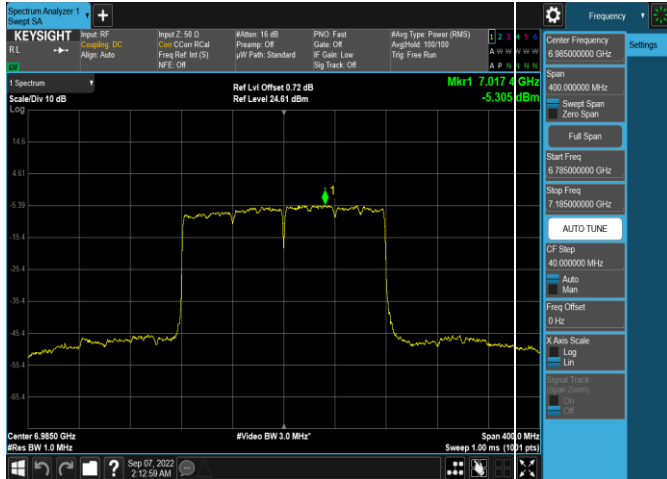 Spectrum Analyzer 1
Swept SA
+
Frequency
KEYSIGHT
R L
Input: RF
Coupling: DC
Align: Auto
Input Z: 50 Ω
Corr CCorr RCal
Freq Ref: Int (S)
NFE: Off
#Atten: 16 dB
Preamp: Off
µW Path: Standard
PNO: Fast
Gate: Off
IF Gain: Low
Sig Track: Off
#Avg Type: Power (RMS)
Avg|Hold: 100/100
Trig: Free Run
1 2 3 4 5 6
A W W W W W
A P N N N N
1 Spectrum
Scale/Div 10 dB
Log
Ref Lvl Offset 0.72 dB
Ref Level 24.61 dBm
Mkr1 7.017 4 GHz
-5.305 dBm
14.6
4.61
-5.39
-15.4
-25.4
-35.4
-45.4
-55.4
-65.4
1
Center 6.9850 GHz
#Res BW 1.0 MHz
#Video BW 3.0 MHz*
Span 400.0 MHz
Sweep 1.00 ms (1001 pts)
Sep 07, 2022
2:12:59 AM
Settings
Center Frequency
6.985000000 GHz
Span
400.000000 MHz
Swept Span
Zero Span
Full Span
Start Freq
6.785000000 GHz
Stop Freq
7.185000000 GHz
AUTO TUNE
CF Step
40.000000 MHz
Auto
Man
Freq Offset
0 Hz
X Axis Scale
Log
Lin
Signal Track
(Span Zoom)
On
Off